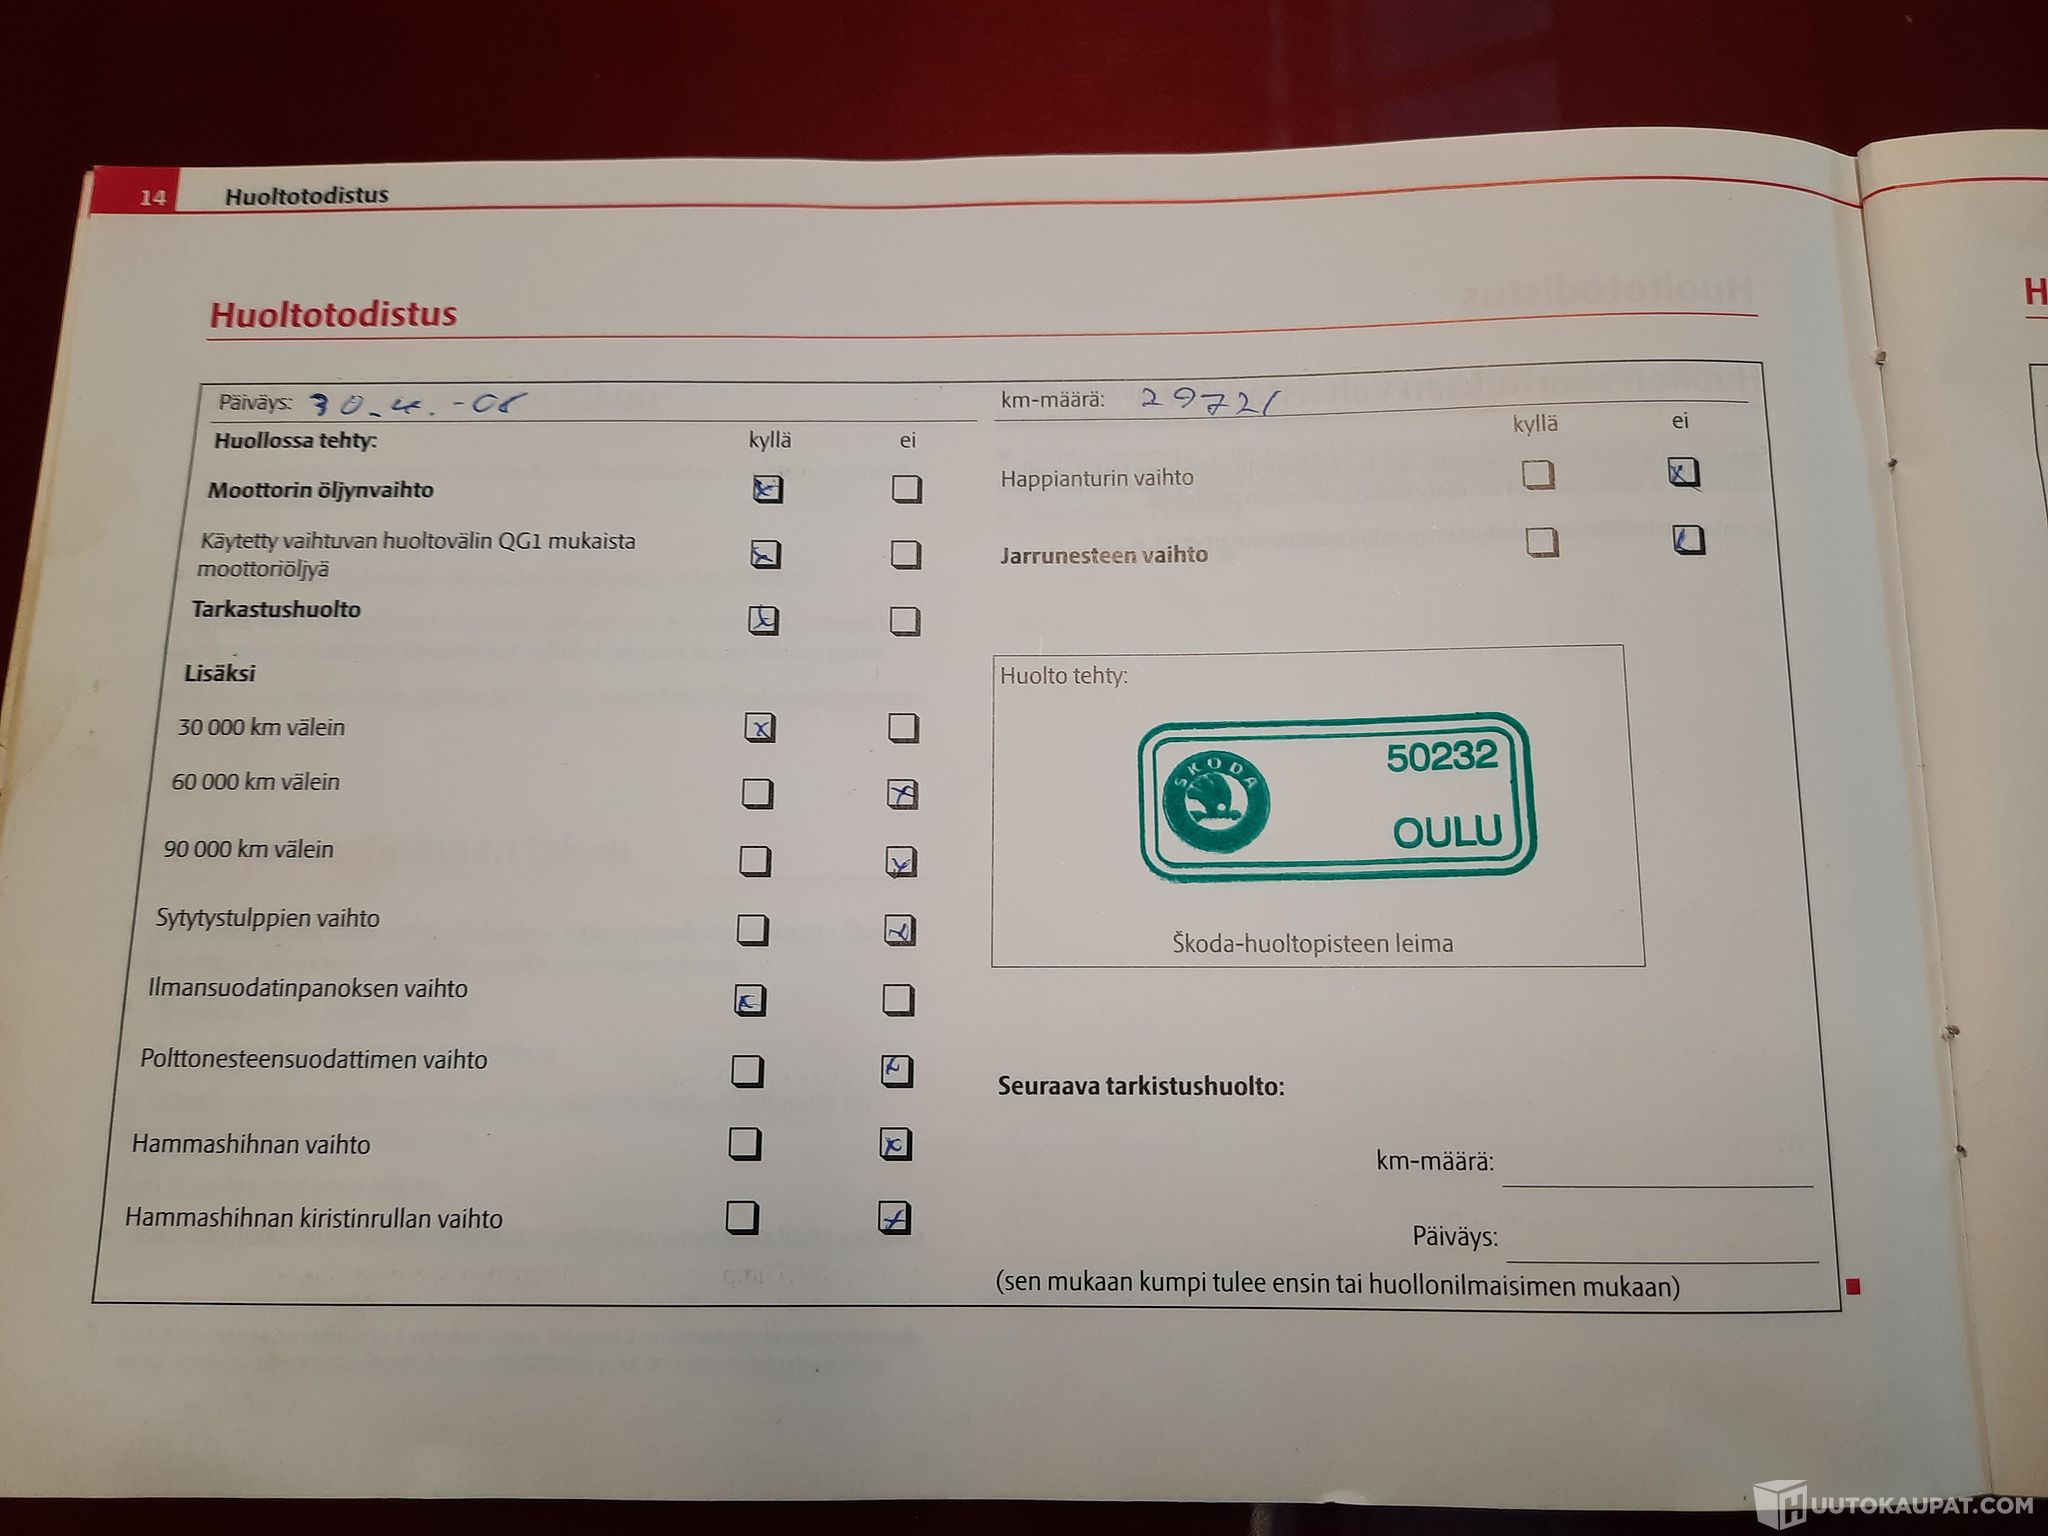 14 Huoltotodistus
Huoltotodistus
Päiväys: 30.4.-08
km-määrä: 29721
Huollossa tehty: kyllä ei
Moottorin öljynvaihto
Käytetty vaihtuvan huoltovälin QG1 mukaista
moottoriöljyä
Tarkastushuolto
Lisäksi
30 000 km välein
60 000 km välein
90 000 km välein
Sytytystulppien vaihto
Ilmansuodatinpanoksen vaihto
Polttonesteensuodattimen vaihto
Hammashihnan vaihto
Hammashihnan kiristinrullan vaihto
kyllä ei
Happianturin vaihto
Jarrunesteen vaihto
Huolto tehty:
SKODA
50232
OULU
Škoda-huoltopisteen leima
Seuraava tarkistushuolto:
km-määrä:
Päiväys:
(sen mukaan kumpi tulee ensin tai huollonilmaisimen mukaan)
H
HUUTOKAUPAT.COM